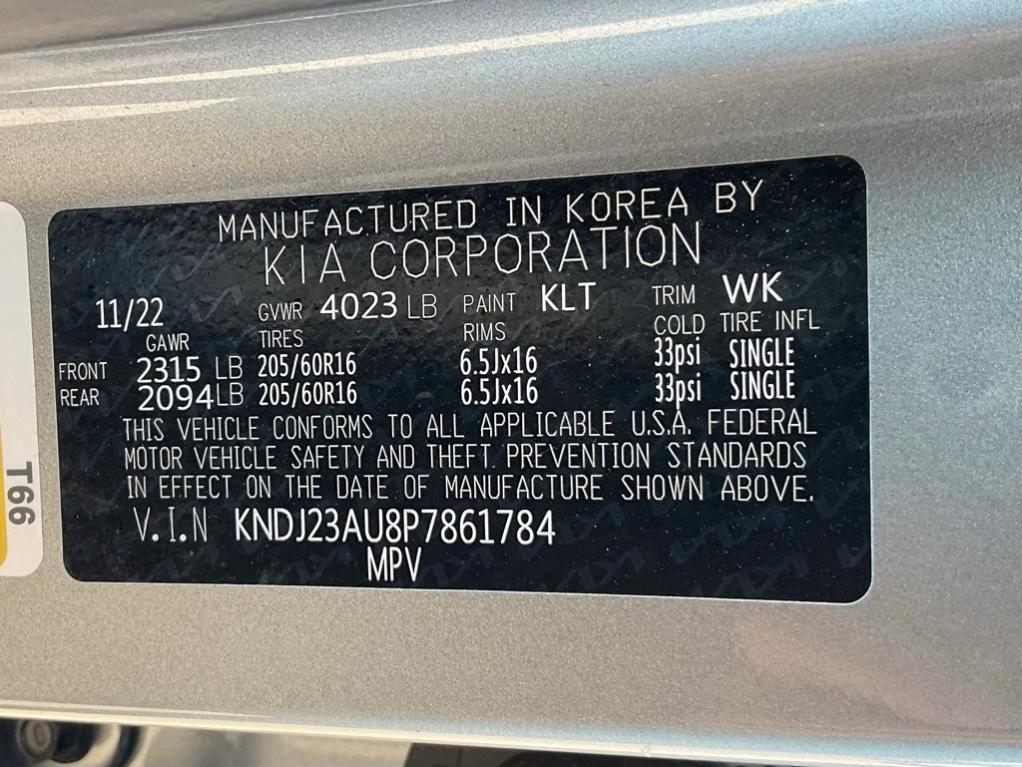 MANUFACTURED IN KOREA BY
KIA CORPORATION
11/22 GVWR 4023 LB PAINT KLT TRIM WK
GAWR TIRES RIMS COLD TIRE INFL
FRONT 2315 LB 205/60R16 6.5Jx16 33psi SINGLE
REAR 2094 LB 205/60R16 6.5Jx16 33psi SINGLE
THIS VEHICLE CONFORMS TO ALL APPLICABLE U.S.A. FEDERAL
MOTOR VEHICLE SAFETY AND THEFT PREVENTION STANDARDS
IN EFFECT ON THE DATE OF MANUFACTURE SHOWN ABOVE.
V.I.N KNDJ23AU8P7861784
MPV
T66